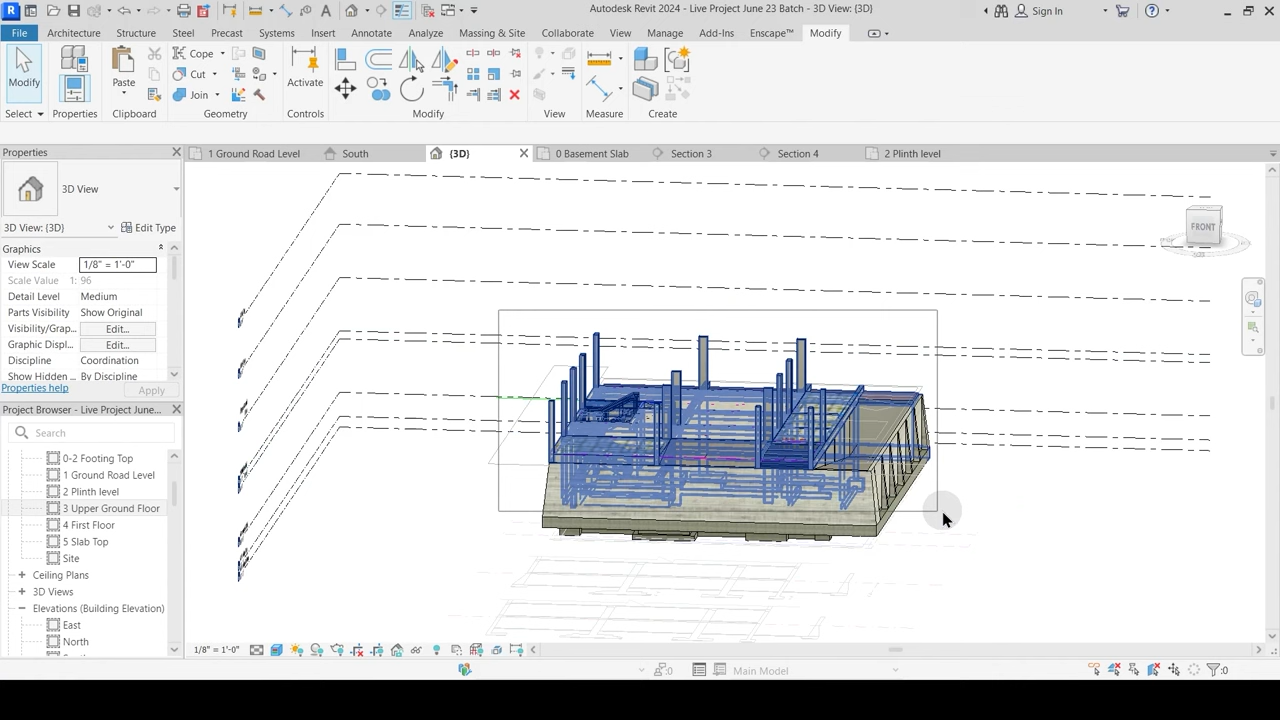 Autodesk Revit 2024 - Live Project June 23 Batch - 3D View: {3D}
Sign In
File Architecture Structure Steel Precast Systems Insert Annotate Analyze Massing & Site Collaborate View Manage Add-Ins Enscape™ Modify
Modify
Paste
Cope
Cut
Join
Activate
Select Properties Clipboard Geometry Controls Modify View Measure Create
Properties
1 Ground Road Level South {3D} 0 Basement Slab Section 3 Section 4 2 Plinth level
3D View
3D View: {3D} Edit Type
Graphics
View Scale 1/8" = 1'-0"
Scale Value 1: 96
Detail Level Medium
Parts Visibility Show Original
Visibility/Grap... Edit...
Graphic Displ... Edit...
Discipline Coordination
Show Hidden ... By Discipline
Properties help Apply
Project Browser - Live Project June...
Search
0-2 Footing Top
1 Ground Road Level
2 Plinth level
3 Upper Ground Floor
4 First Floor
5 Slab Top
Site
Ceiling Plans
3D Views
Elevations (Building Elevation)
East
North
FRONT
1/8" = 1'-0"
:0 Main Model :0